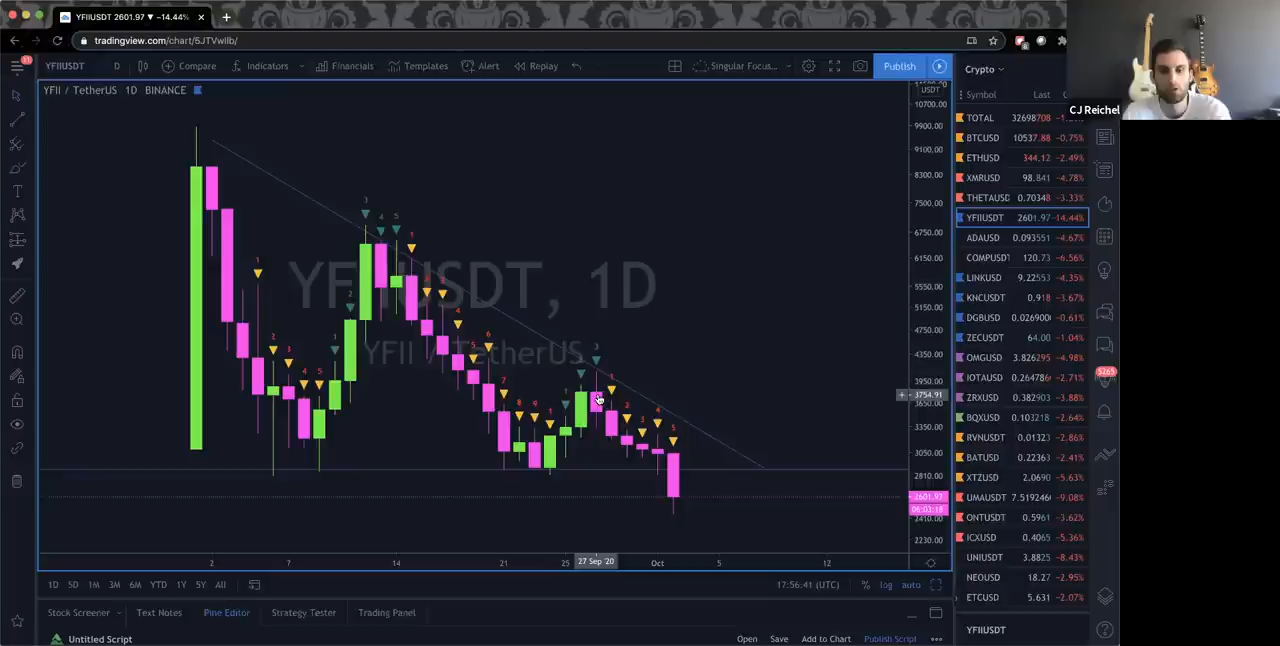 YFIIUSDT 2601.97 ▼ −14.44%
tradingview.com/chart/5JTVwIIb/
11
YFIIUSDT D Compare Indicators Financials Templates Alert Replay Singular Focus... Publish
Crypto
CJ Reichel
YFII / TetherUS 1D BINANCE
USDT
Symbol Last
YFIIUSDT, 1D
YFII / TetherUS
10700.00
9900.00
9100.00
8300.00
7500.00
6750.00
6150.00
5550.00
5150.00
4750.00
4350.00
3950.00
3754.91
3650.00
3350.00
3050.00
2810.00
2601.97
06:03:18
2410.00
2230.00
TOTAL 32698708
BTCUSD 10537.88 −0.75%
ETHUSD 344.12 −2.49%
XMRUSD 98.841 −4.78%
THETAUSD 0.70348 −3.33%
YFIIUSDT 2601.97 −14.44%
ADAUSD 0.093551 −4.67%
COMPUSDT 120.73 −6.56%
LINKUSD 9.22553 −4.35%
KNCUSDT 0.918 −3.67%
DGBUSD 0.026900 −0.61%
ZECUSDT 64.00 −1.04%
OMGUSD 3.826295 −4.98%
IOTAUSD 0.26478 −2.71%
ZRXUSD 0.382903 −3.88%
BQXUSD 0.103218 −2.64%
RVNUSDT 0.01323 −2.86%
BATUSD 0.22363 −2.41%
XTZUSD 2.0690 −5.63%
UMAUSDT 7.519246 −9.08%
ONTUSDT 0.5961 −3.62%
ICXUSD 0.4065 −5.36%
UNIUSDT 3.8825 −8.43%
NEOUSD 18.27 −2.95%
ETCUSD 5.631 −2.07%
5265
2 7 14 21 25 27 Sep '20 Oct 5 12
1D 5D 1M 3M 6M YTD 1Y 5Y All 17:56:41 (UTC) % log auto
Stock Screener Text Notes Pine Editor Strategy Tester Trading Panel
YFIIUSDT
Untitled Script Open Save Add to Chart Publish Script